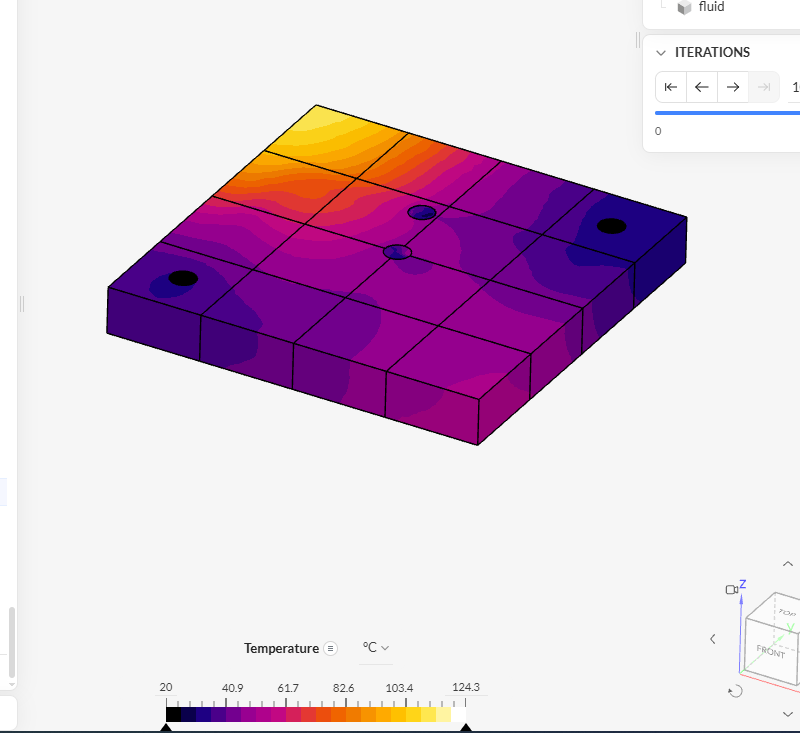 fluid
ITERATIONS
0
Temperature
°C
20 40.9 61.7 82.6 103.4 124.3
Z
TOP
Y
FRONT